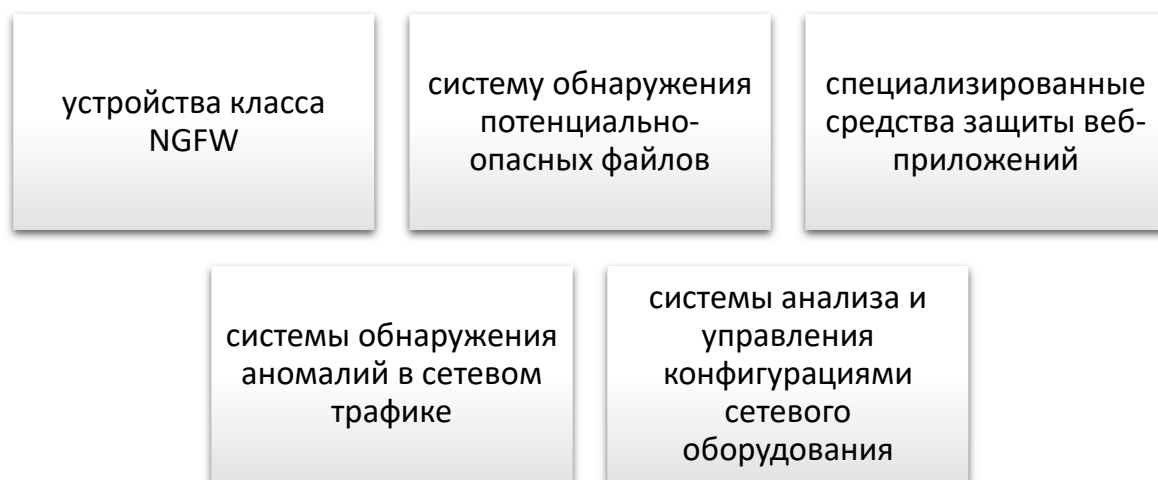 устройства класса
NGFW
систему обнаружения
потенциально-
опасных файлов
специализированные
средства защиты веб-
приложений
системы обнаружения
аномалий в сетевом
трафике
системы анализа и
управления
конфигурациями
сетевого
оборудования